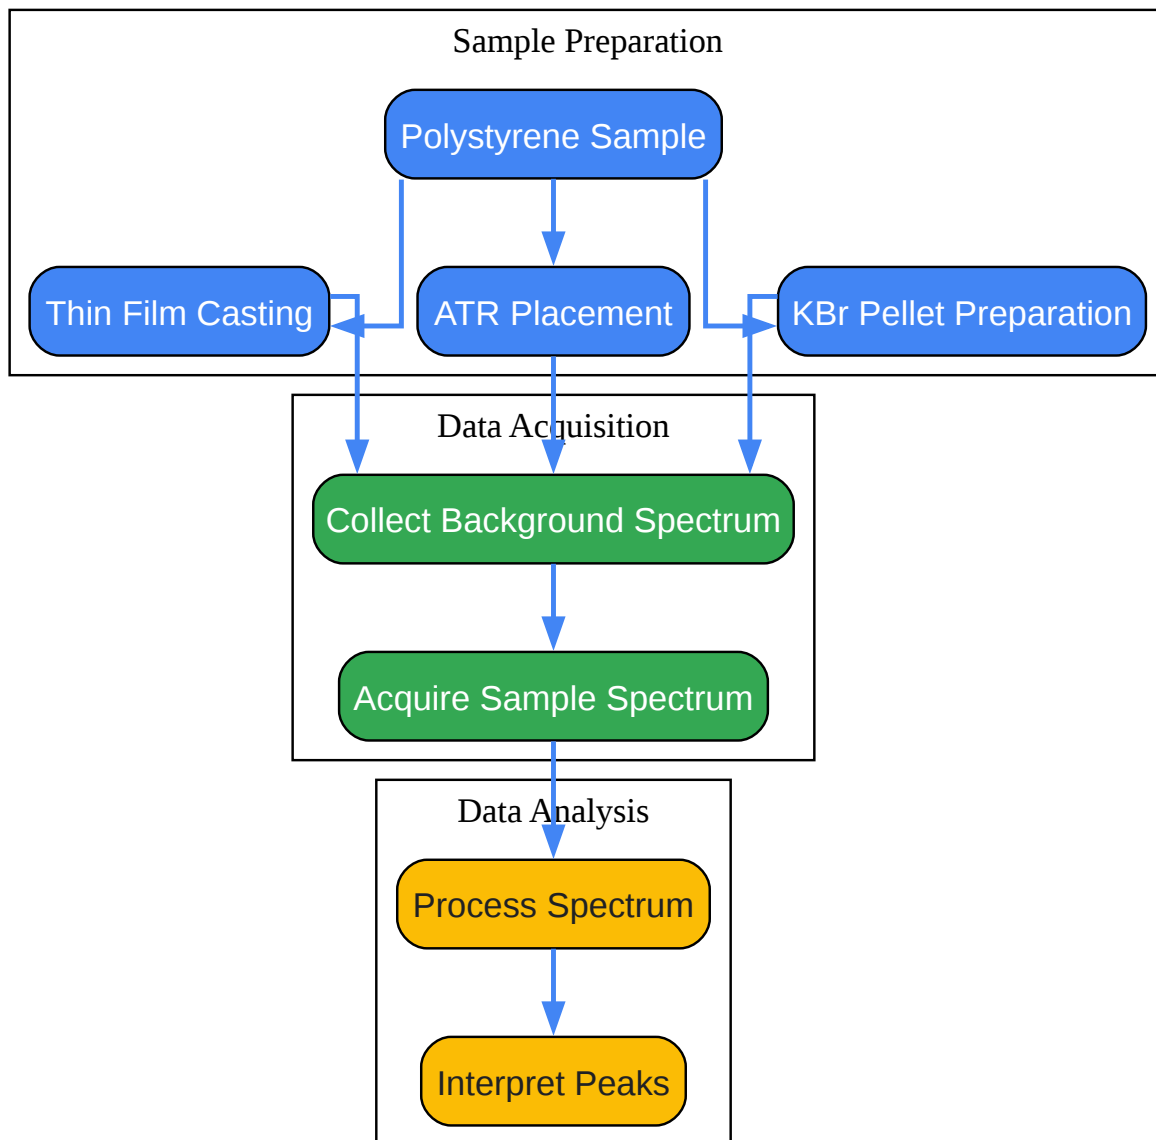 Sample Preparation
Polystyrene Sample
Thin Film Casting
ATR Placement
KBr Pellet Preparation
Data Acquisition
Collect Background Spectrum
Acquire Sample Spectrum
Data Analysis
Process Spectrum
Interpret Peaks